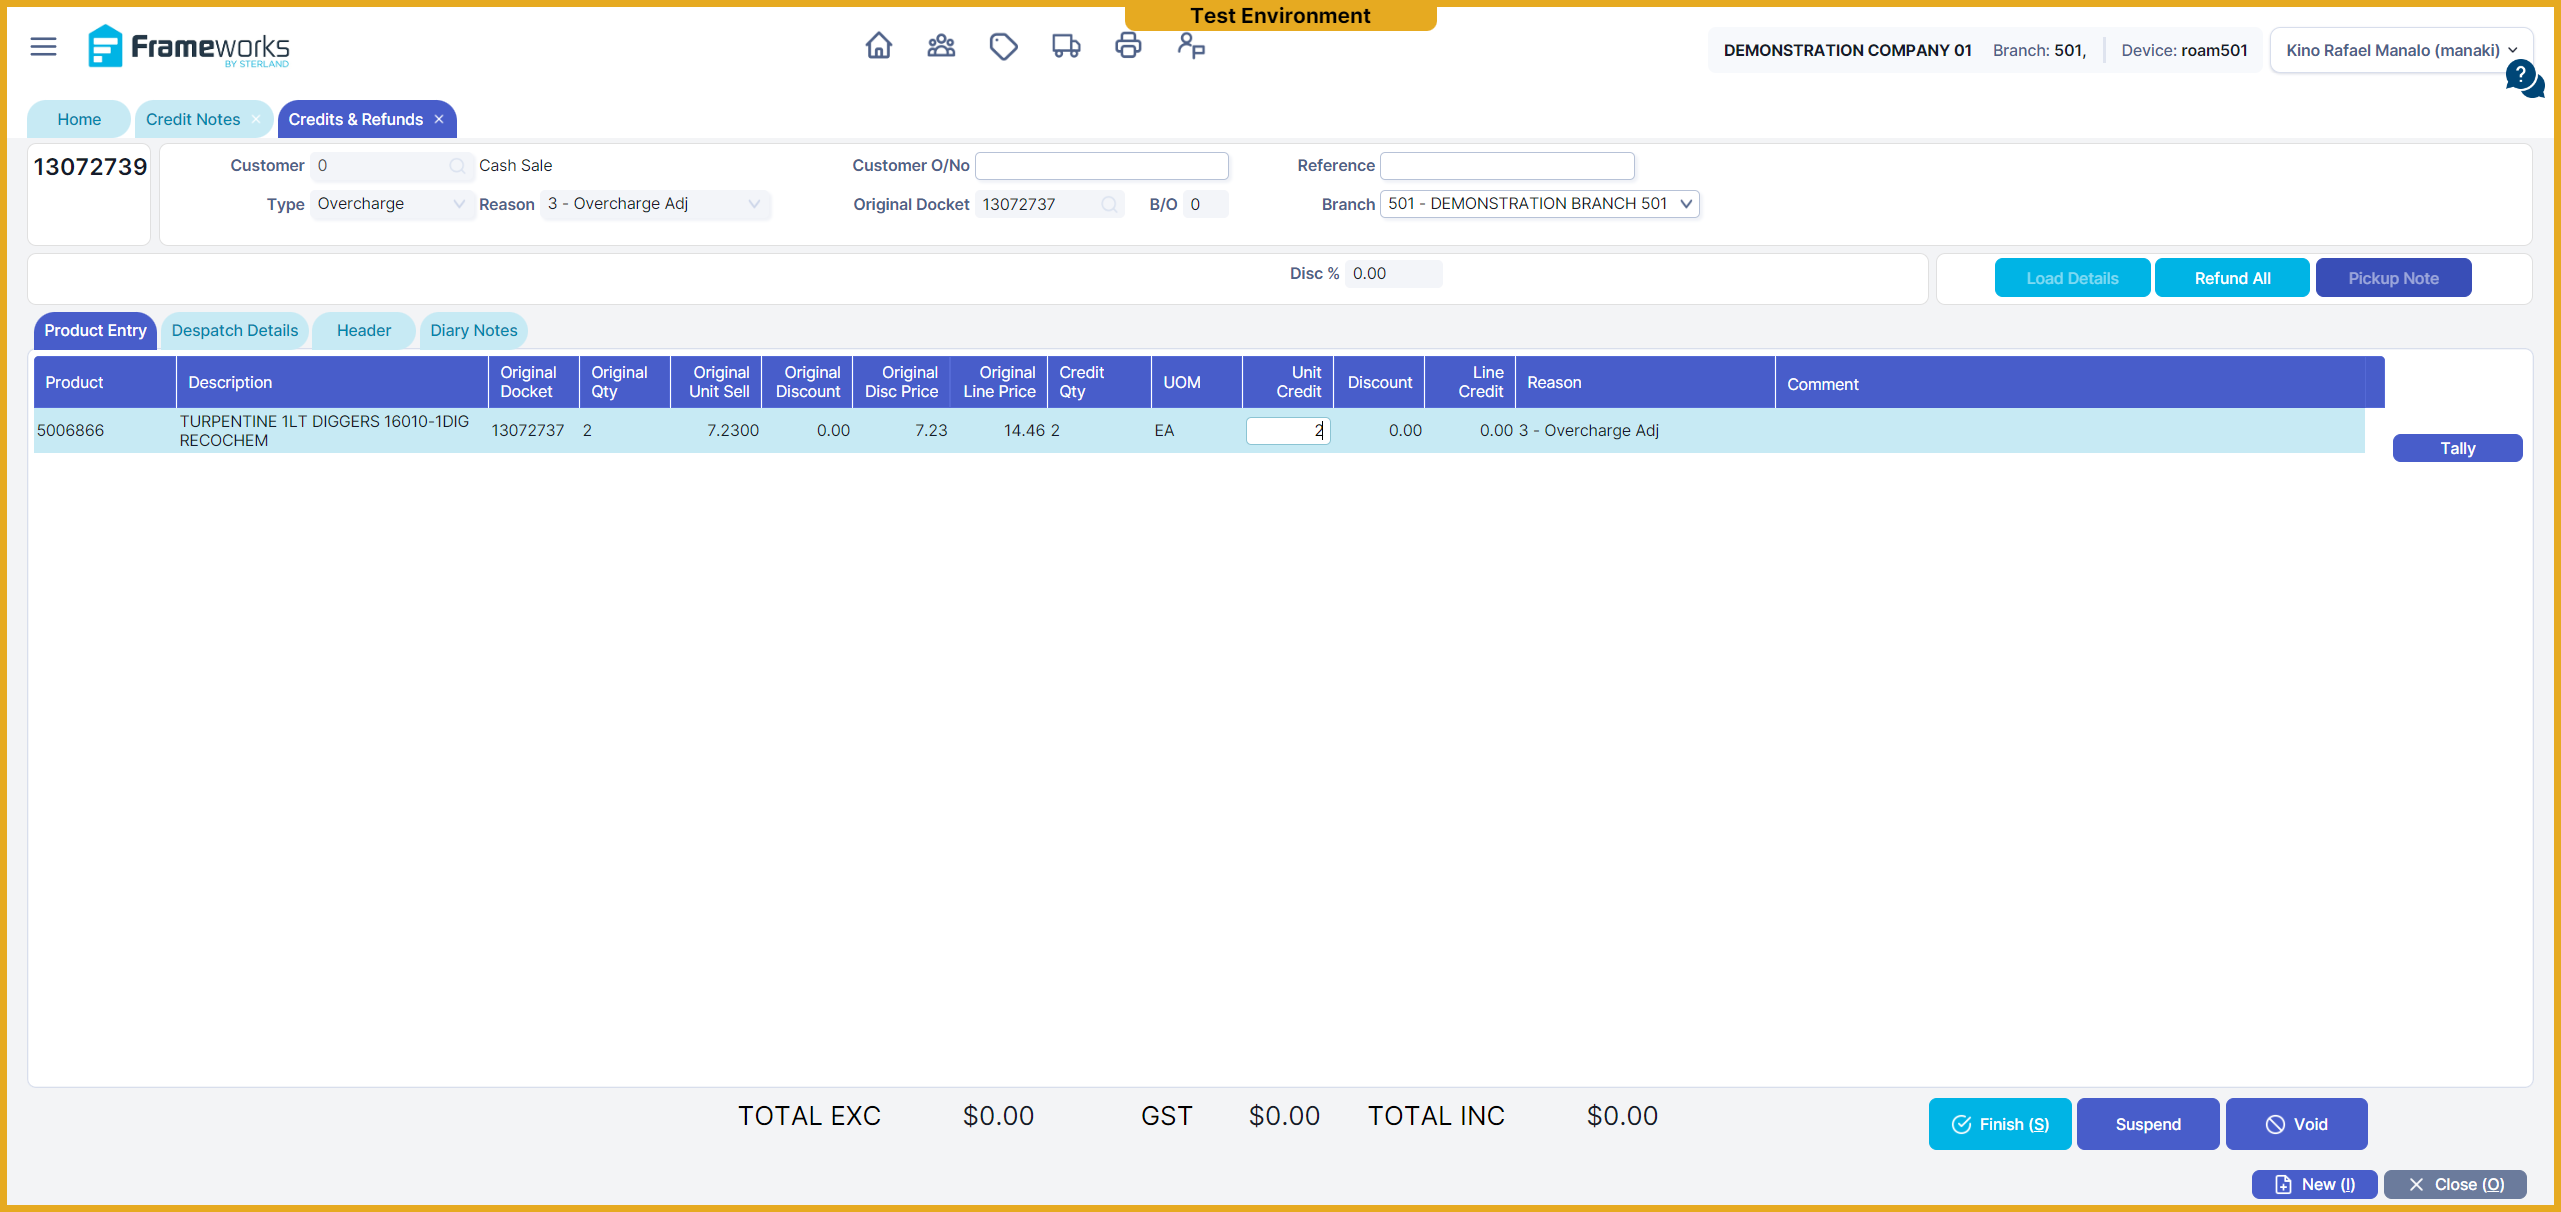 Test Environment
Frameworks
BY STERLAND
DEMONSTRATION COMPANY 01 Branch: 501, Device: roam501
Kino Rafael Manalo (manaki)
?
Home
Credit Notes ×
Credits & Refunds ×
13072739
Customer 0 Cash Sale
Customer O/No
Reference
Type Overcharge
Reason 3 - Overcharge Adj
Original Docket 13072737
B/O 0
Branch 501 - DEMONSTRATION BRANCH 501
Disc % 0.00
Load Details
Refund All
Pickup Note
Product Entry
Despatch Details
Header
Diary Notes
Product
Description
Original
Docket
Original
Qty
Original
Unit Sell
Original
Discount
Original
Disc Price
Original
Line Price
Credit
Qty
UOM
Unit
Credit
Discount
Line
Credit
Reason
Comment
5006866
TURPENTINE 1LT DIGGERS 16010-1DIG
RECOCHEM
13072737
2
7.2300
0.00
7.23
14.46
2
EA
2
0.00
0.00
3 - Overcharge Adj
Tally
TOTAL EXC $0.00
GST $0.00
TOTAL INC $0.00
Finish (S)
Suspend
Void
New (I)
Close (O)